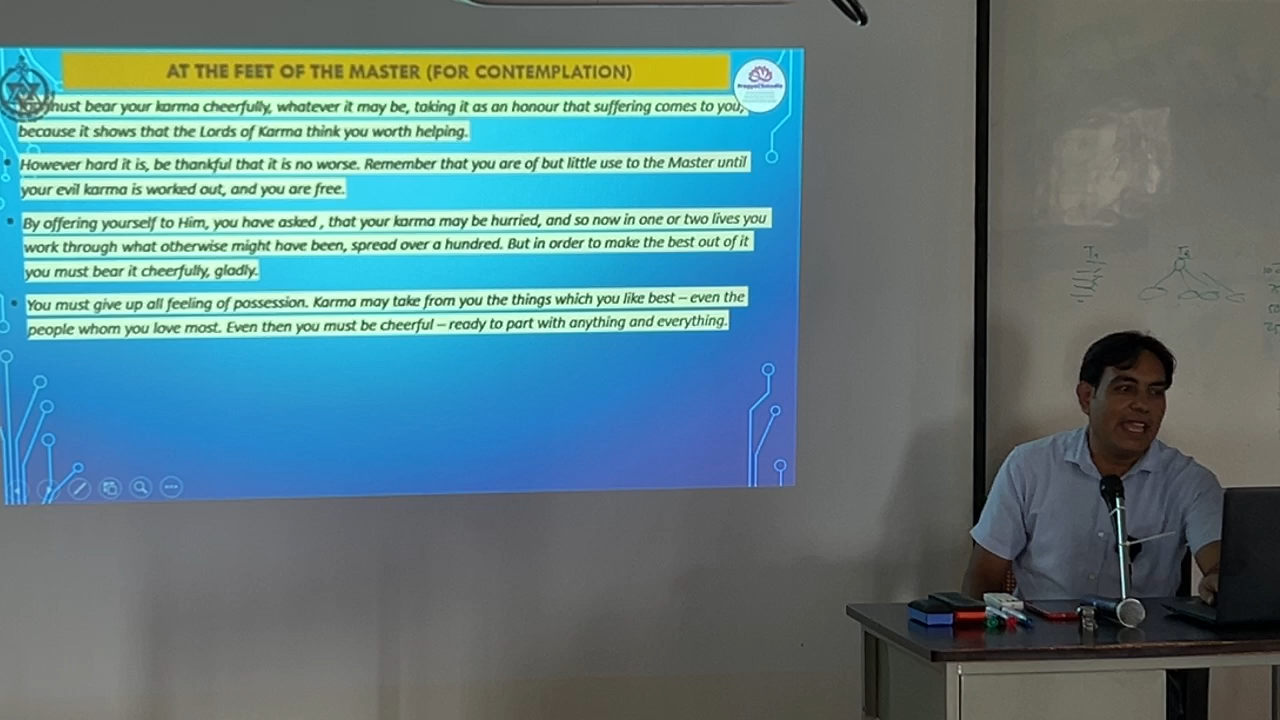 AT THE FEET OF THE MASTER (FOR CONTEMPLATION)
must bear your karma cheerfully, whatever it may be, taking it as an honour that suffering comes to you,
because it shows that the Lords of Karma think you worth helping.
However hard it is, be thankful that it is no worse. Remember that you are of but little use to the Master until
your evil karma is worked out, and you are free.
By offering yourself to Him, you have asked , that your karma may be hurried, and so now in one or two lives you
work through what otherwise might have been, spread over a hundred. But in order to make the best out of it
you must bear it cheerfully, gladly.
You must give up all feeling of possession. Karma may take from you the things which you like best – even the
people whom you love most. Even then you must be cheerful – ready to part with anything and everything.